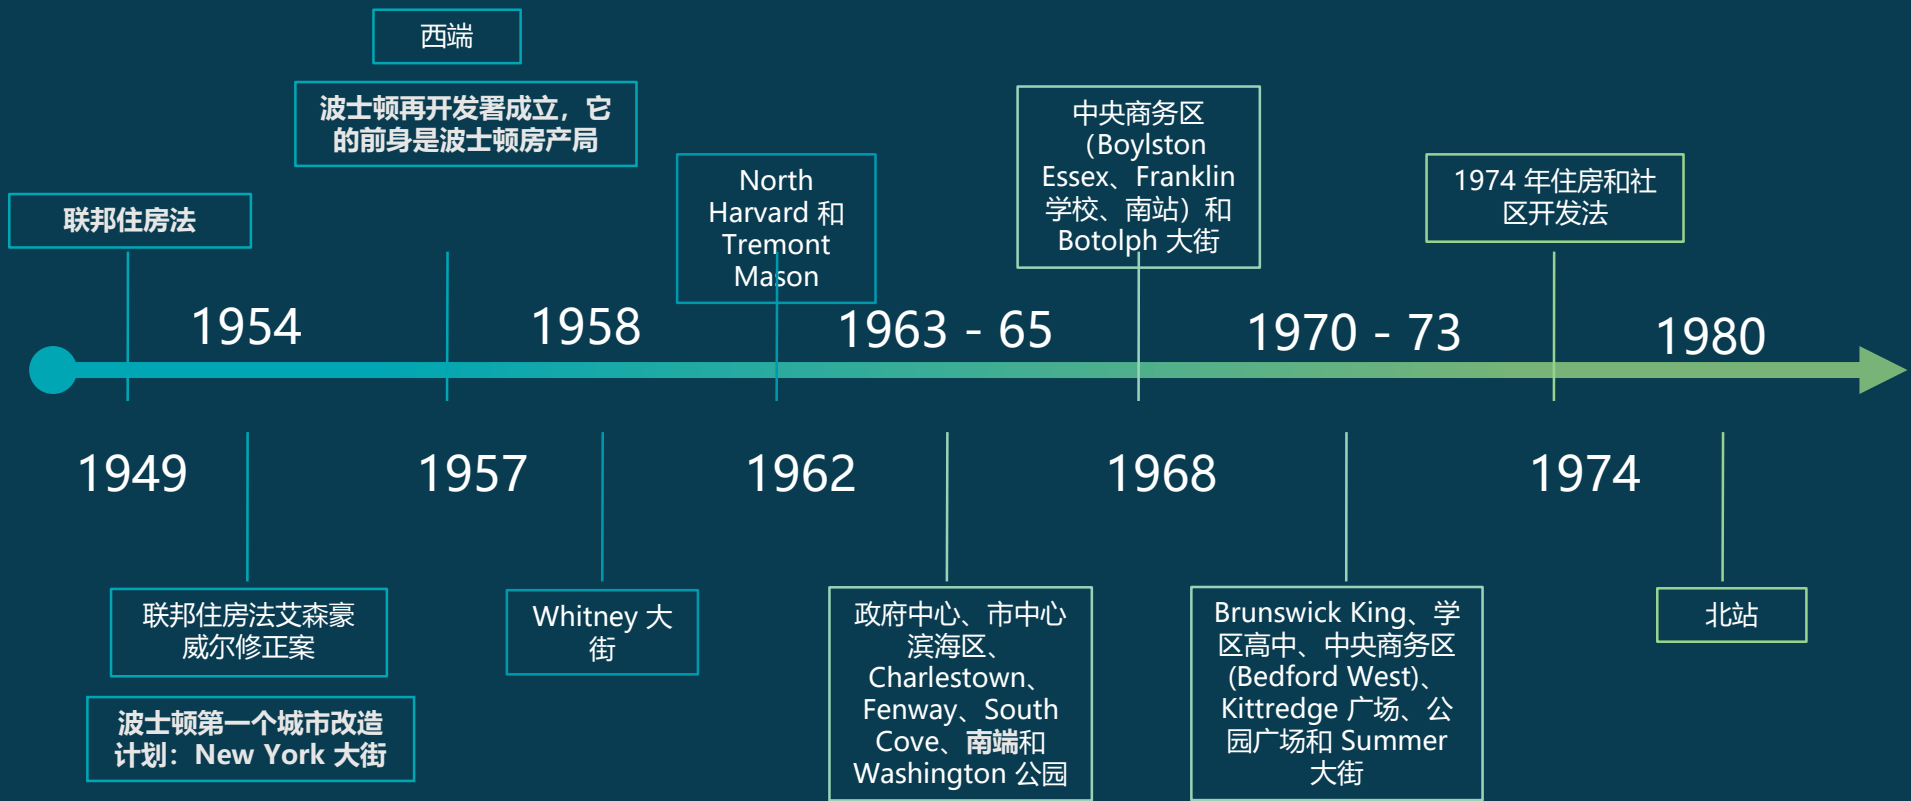 西端
波士顿再开发署成立，它
的前身是波士顿房产局
联邦住房法
North
Harvard 和
Tremont
Mason
中央商务区
（Boylston
Essex、Franklin
学校、南站）和
Botolph 大街
1974 年住房和社
区开发法
1954
1958
1963 - 65
1970 - 73
1980
1949
1957
1962
1968
1974
联邦住房法艾森豪
威尔修正案
波士顿第一个城市改造
计划：New York 大街
Whitney 大
街
政府中心、市中心
滨海区、
Charlestown、
Fenway、South
Cove、南端和
Washington 公园
Brunswick King、学
区高中、中央商务区
(Bedford West)、
Kittredge 广场、公
园广场和 Summer
大街
北站